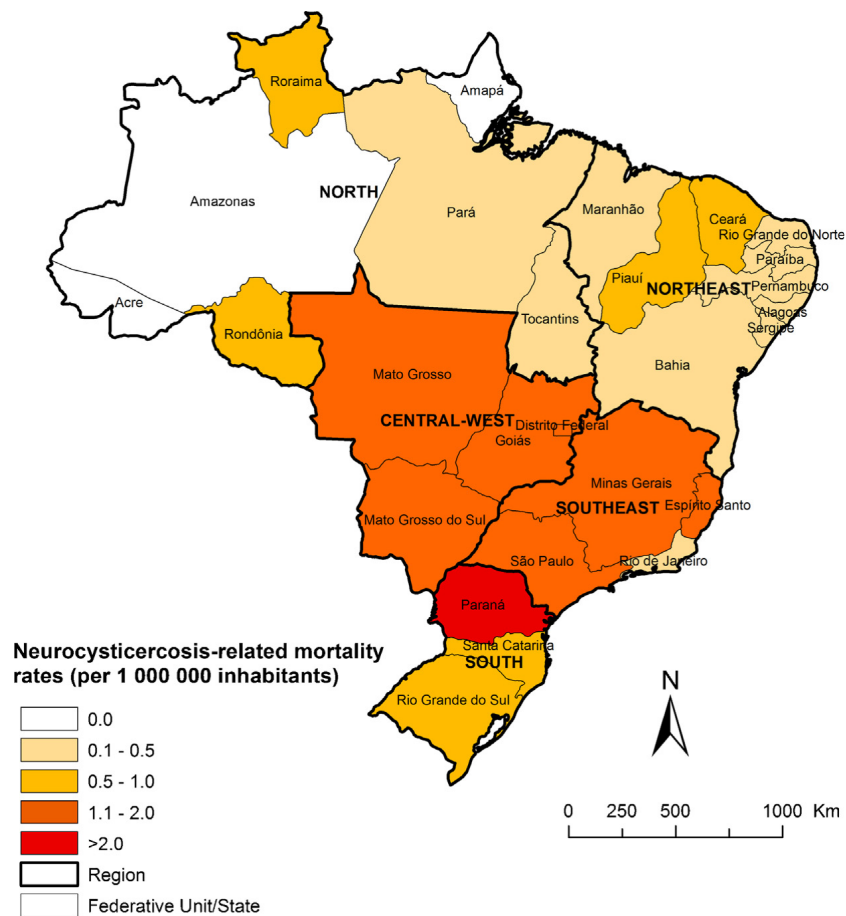 Roraima
Amapá
Amazonas
NORTH
Pará
Maranhão
Ceará
Rio Grande do Norte
Paraíba
Piauí
NORTHEAST
Pernambuco
Acre
Rondônia
Tocantins
Alagoas
Sergipe
Bahia
Mato Grosso
CENTRAL-WEST
Distrito Federal
Goiás
Minas Gerais
SOUTHEAST
Espínto Santo
Mato Grosso do Sul
São Paulo
Rio de Janeiro
Paraná
Santa Catarina
SOUTH
Rio Grande do Sul
Neurocysticercosis-related mortality
rates (per 1 000 000 inhabitants)
0.0
0.1 - 0.5
0.5 - 1.0
1.1 - 2.0
>2.0
Region
Federative Unit/State
N
0 250 500 1000 Km